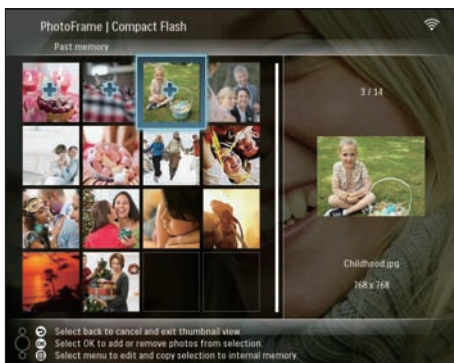 PhotoFrame | Compact Flash
Past memory
3 / 14
Childhood.jpg
768 x 768
Select back to cancel and exit thumbnail view.
OK Select OK to add or remove photos from selection.
Select menu to edit and copy selection to internal memory.